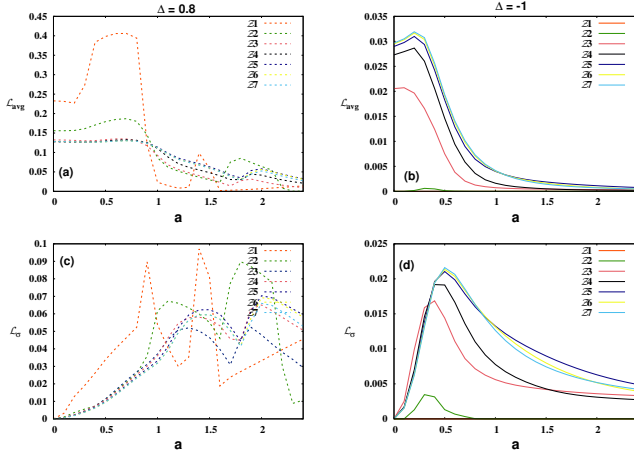 Δ = 0.8
0.45
0.4
0.35
0.3
0.25
0.2
0.15
0.1
0.05
0
ℒavg
ℤ1
ℤ2
ℤ3
ℤ4
ℤ5
ℤ6
ℤ7
(a)
0 0.5 1 1.5 2
a
Δ = -1
0.035
0.03
0.025
0.02
0.015
0.01
0.005
0
ℒavg
ℤ1
ℤ2
ℤ3
ℤ4
ℤ5
ℤ6
ℤ7
(b)
0 0.5 1 1.5 2
a
0.1
0.09
0.08
0.07
0.06
0.05
0.04
0.03
0.02
0.01
0
ℒσ
(c)
ℤ1
ℤ2
ℤ3
ℤ4
ℤ5
ℤ6
ℤ7
0 0.5 1 1.5 2
a
0.025
0.02
0.015
0.01
0.005
0
ℒσ
ℤ1
ℤ2
ℤ3
ℤ4
ℤ5
ℤ6
ℤ7
(d)
0 0.5 1 1.5 2
a